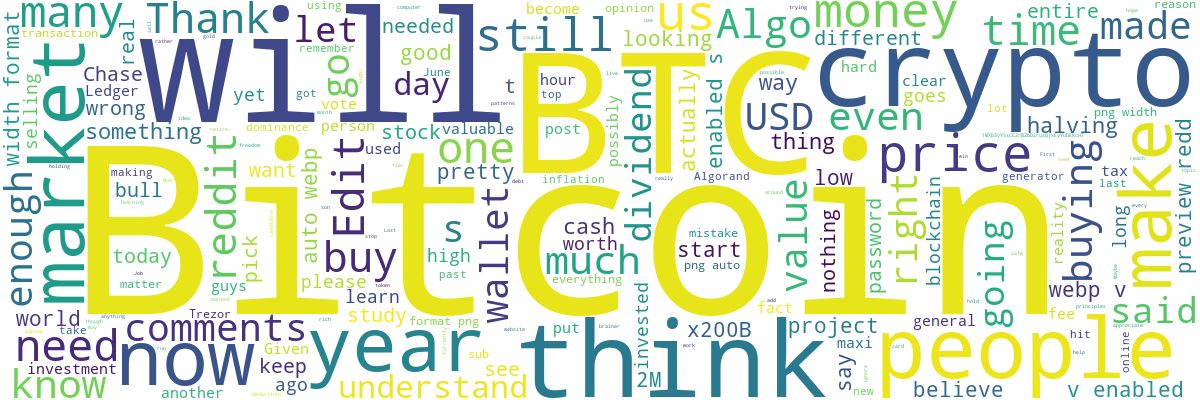 many
Thank
will
let
go
needed
good
day
still
looking
us
Algo
money
time
entire
made
different
crypto
width format
market
selling
real
Chase
Ledger
wrong
yet
something
transaction
remember
using
become
opinion
reason
got
June
vote
person
stock
valuable
BTC
hour
top
post
t
possibly
dividend
actually
enabled s
USD
way
thing
even
hard
clear
goes
lot
png width
halving
dominance
enough
Bitcoin
making
bull
reddit
want
Edit
used
one
pretty
inflation
Algorand
low
price
generator
tax
last
preview redd
make
buying
today
matter
guys
pick
auto webp
please
buy
s
high
past
wallet
cash
worth
much
everything
mistake
start
png auto
value
nothing
password
right
blockchain
going
reality
long
webp v
world
take
Trezor
learn
study
comments
need
now
investment
know
another
ago
keep
Given
year
understand
format png
sub
see
website
put
think
invested
2M
x200B
fact
project
say
maxi
new
general
fee
hit
people
believe
online
said
v enabled